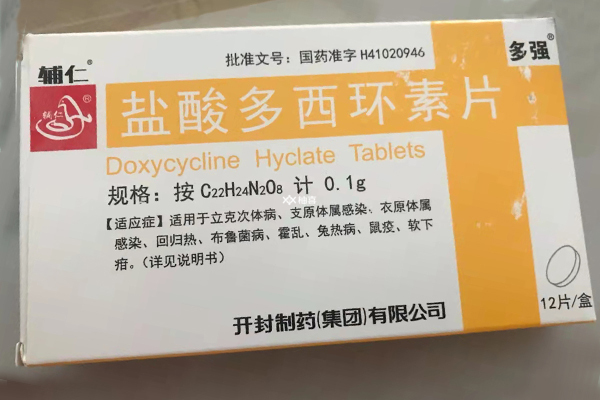 批准文号：国药准字 H41020946
辅仁®
多强®
辅仁®
盐酸多西环素片
Doxycycline Hyclate Tablets
规格：按 C22H24N2O8 计 0.1g
【适应症】适用于立克次体病、支原体属感染、衣原体属
感染、回归热、布鲁菌病、霍乱、兔热病、鼠疫、软下
疳。（详见说明书）
12片/盒
开封制药(集团)有限公司